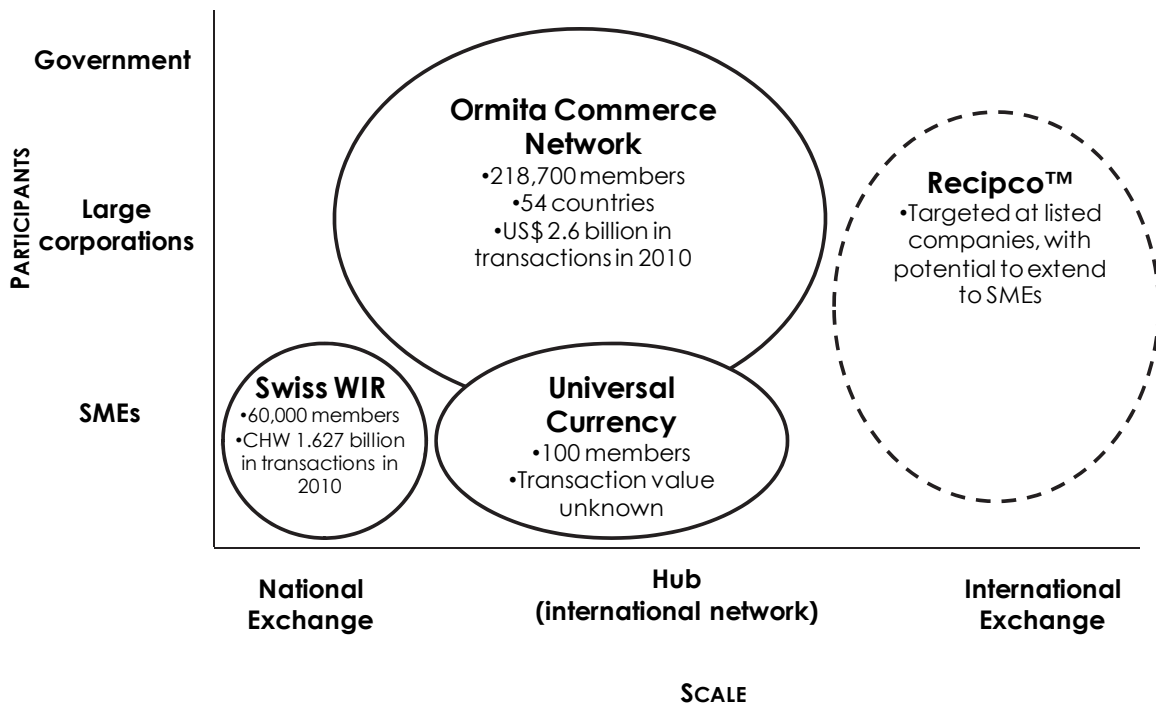 Government
PARTICIPANTS
Large
corporations
SMEs
Ormita Commerce
Network
•218,700 members
•54 countries
•US$ 2.6 billion in
transactions in 2010
Recipco™
•Targeted at listed
companies, with
potential to extend
to SMEs
Swiss WIR
•60,000 members
•CHW 1.627 billion
in transactions in
2010
Universal
Currency
•100 members
•Transaction value
unknown
National
Exchange
Hub
(international network)
International
Exchange
SCALE